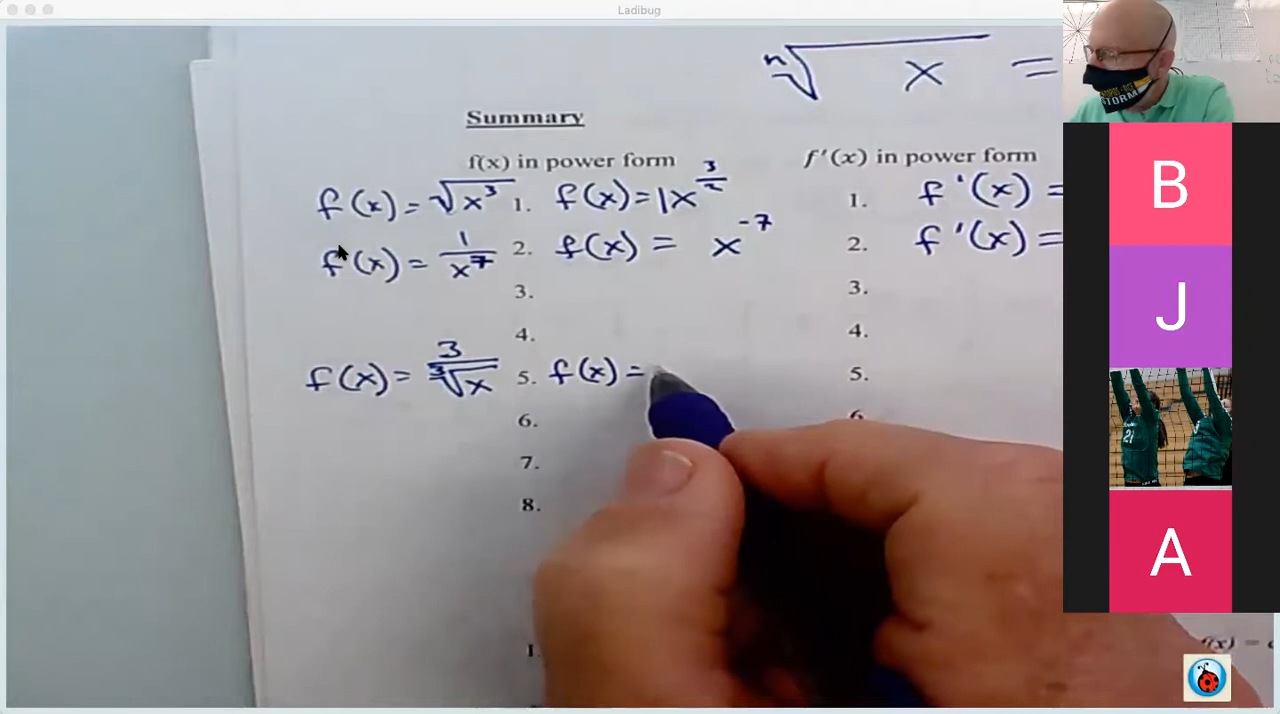 Ladibug
ⁿ√x =
STORM
Summary
f(x) in power form
f'(x) in power form
f(x) = √x³ 1. f(x) = 1x^(3/2)
1. f'(x) =
f(x) = 1/x⁷ 2. f(x) = x⁻⁷
2. f'(x) =
3.
3.
4.
4.
f(x) = 3/∛x 5. f(x) =
5.
6.
6
7.
8.
1.
f(x) =
B
J
21
A